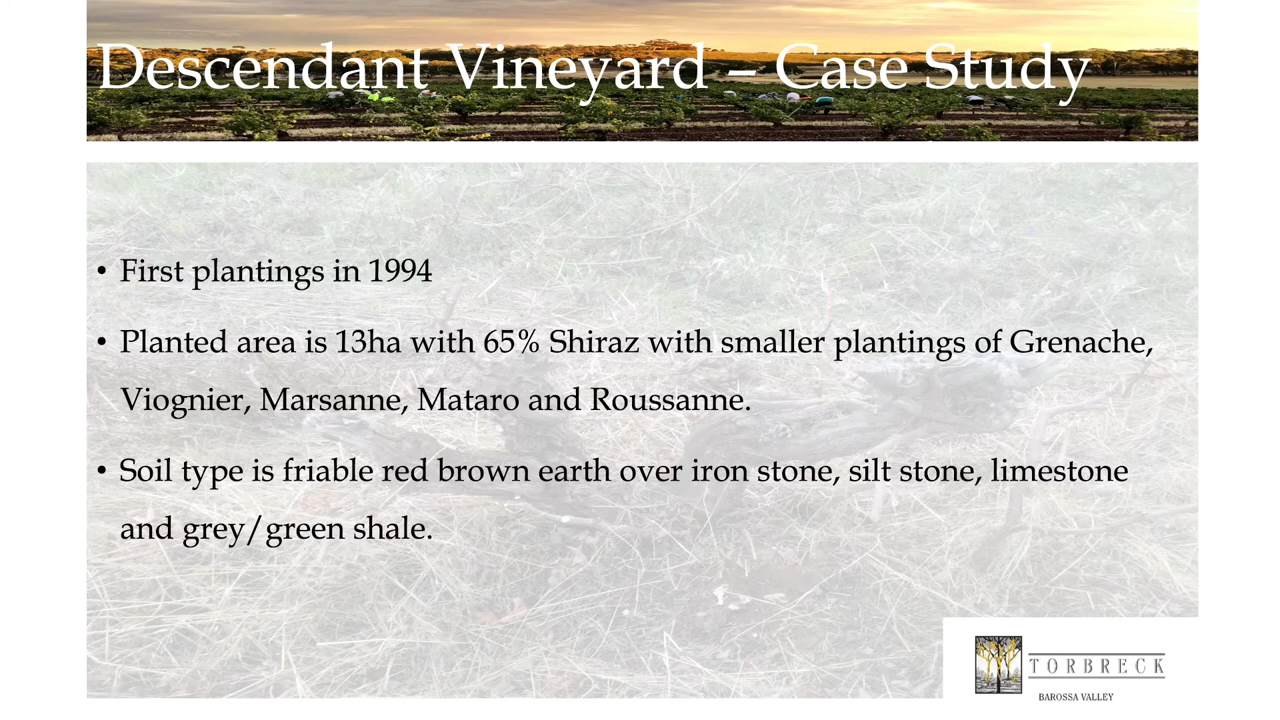 Descendant Vineyard – Case Study
• First plantings in 1994
• Planted area is 13ha with 65% Shiraz with smaller plantings of Grenache,
Viognier, Marsanne, Mataro and Roussanne.
• Soil type is friable red brown earth over iron stone, silt stone, limestone
and grey/green shale.
TORBRECK
BAROSSA VALLEY